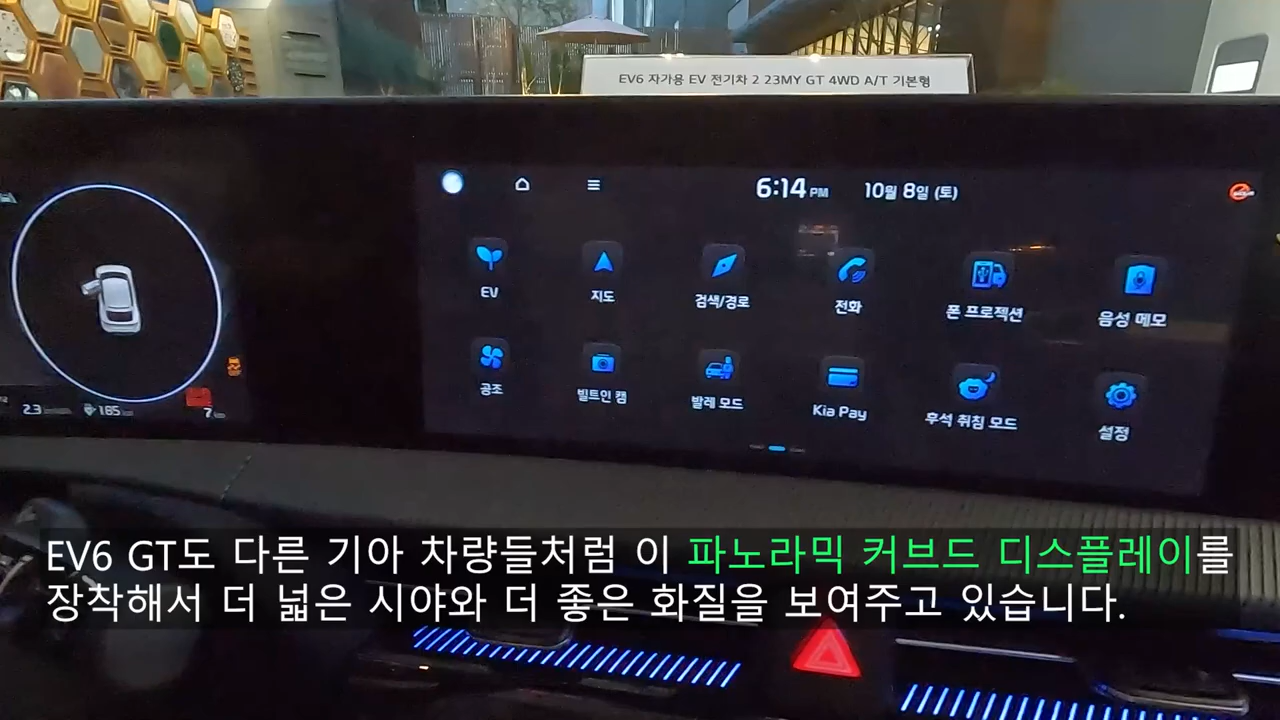 EV6 자가용 EV 전기차 2 23MY GT 4WD A/T 기본형
6:14 PM 10월 8일 (토)
EV 지도 검색/경로 전화 폰 프로젝션 음성 메모
공조 빌트인 캠 발레 모드 Kia Pay 후석 취침 모드 설정
2.3 185 7
EV6 GT도 다른 기아 차량들처럼 이 파노라믹 커브드 디스플레이를
장착해서 더 넓은 시야와 더 좋은 화질을 보여주고 있습니다.